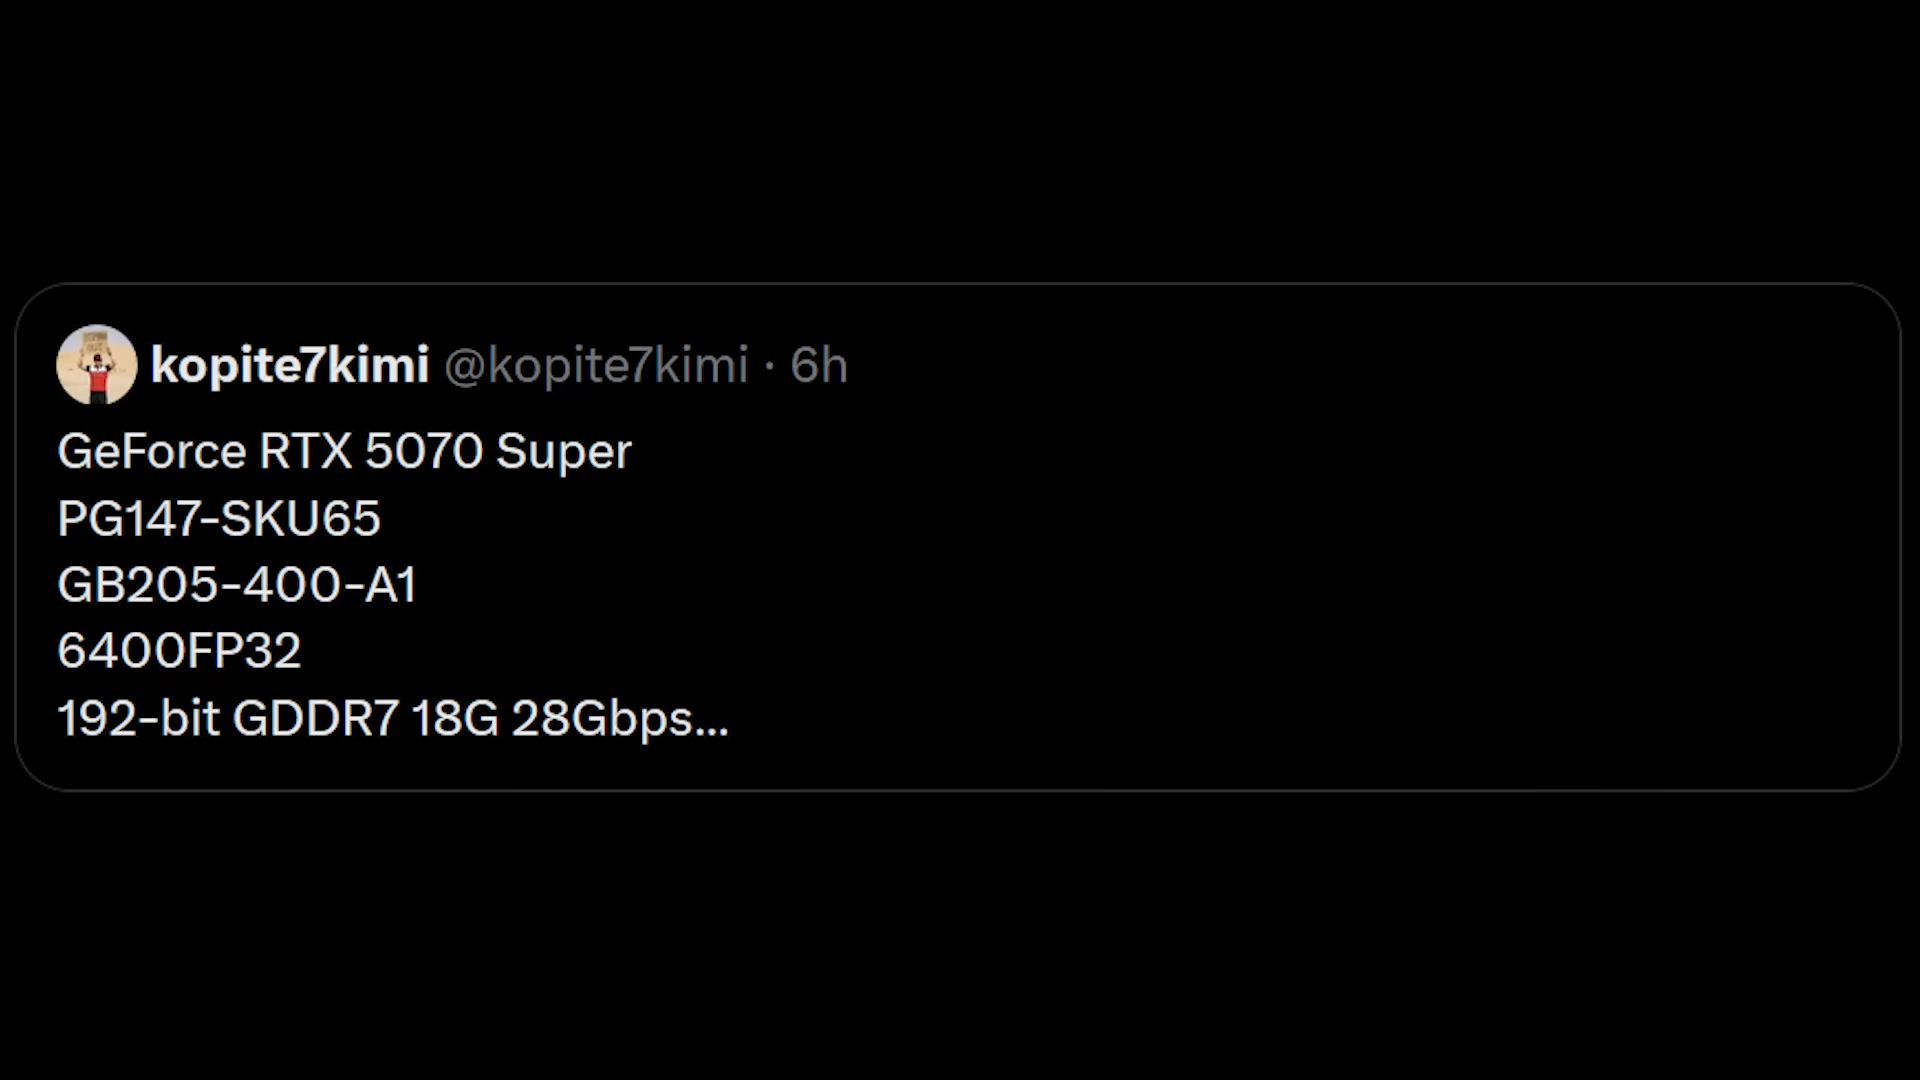 kopite7kimi @kopite7kimi · 6h
GeForce RTX 5070 Super
PG147-SKU65
GB205-400-A1
6400FP32
192-bit GDDR7 18G 28Gbps...